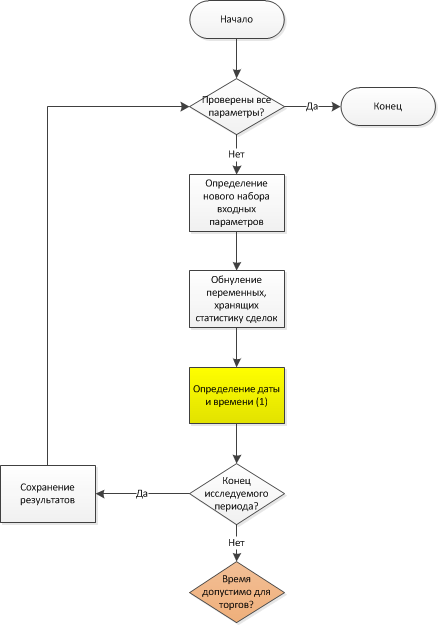 Начало
Проверены все
параметры?
Да
Конец
Нет
Определение
нового набора
входных
параметров
Обнуление
переменных,
хранящих
статистику сделок
Определение даты
и времени (1)
Конец
исследуемого
периода?
Да
Сохранение
результатов
Нет
Время
допустимо для
торгов?